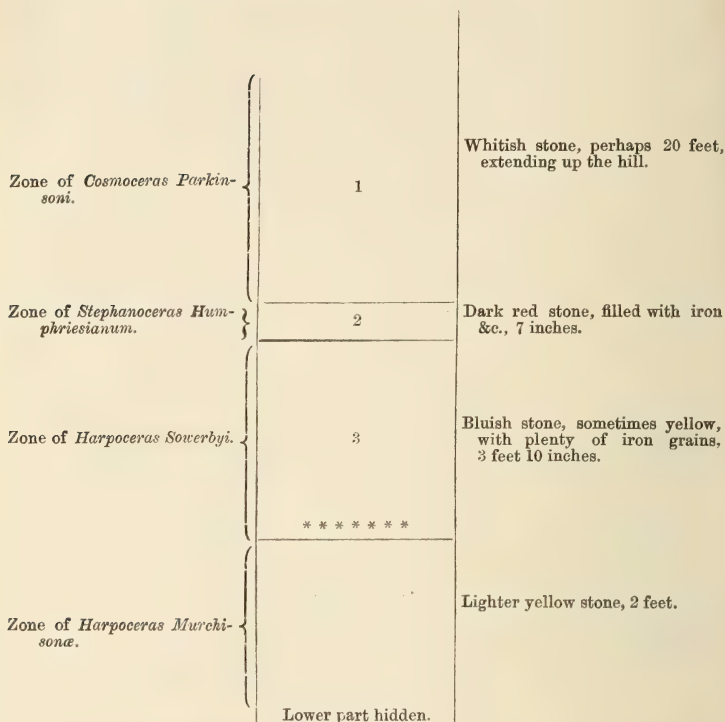 Zone of Cosmoceras Parkin-
soni.
1
Whitish stone, perhaps 20 feet,
extending up the hill.
Zone of Stephanoceras Hum-
phriesianum.
2
Dark red stone, filled with iron
&c., 7 inches.
Zone of Harpoceras Sowerbyi.
3
Bluish stone, sometimes yellow,
with plenty of iron grains,
3 feet 10 inches.
* * * * * * *
Zone of Harpoceras Murchi-
sonæ.
Lighter yellow stone, 2 feet.
Lower part hidden.